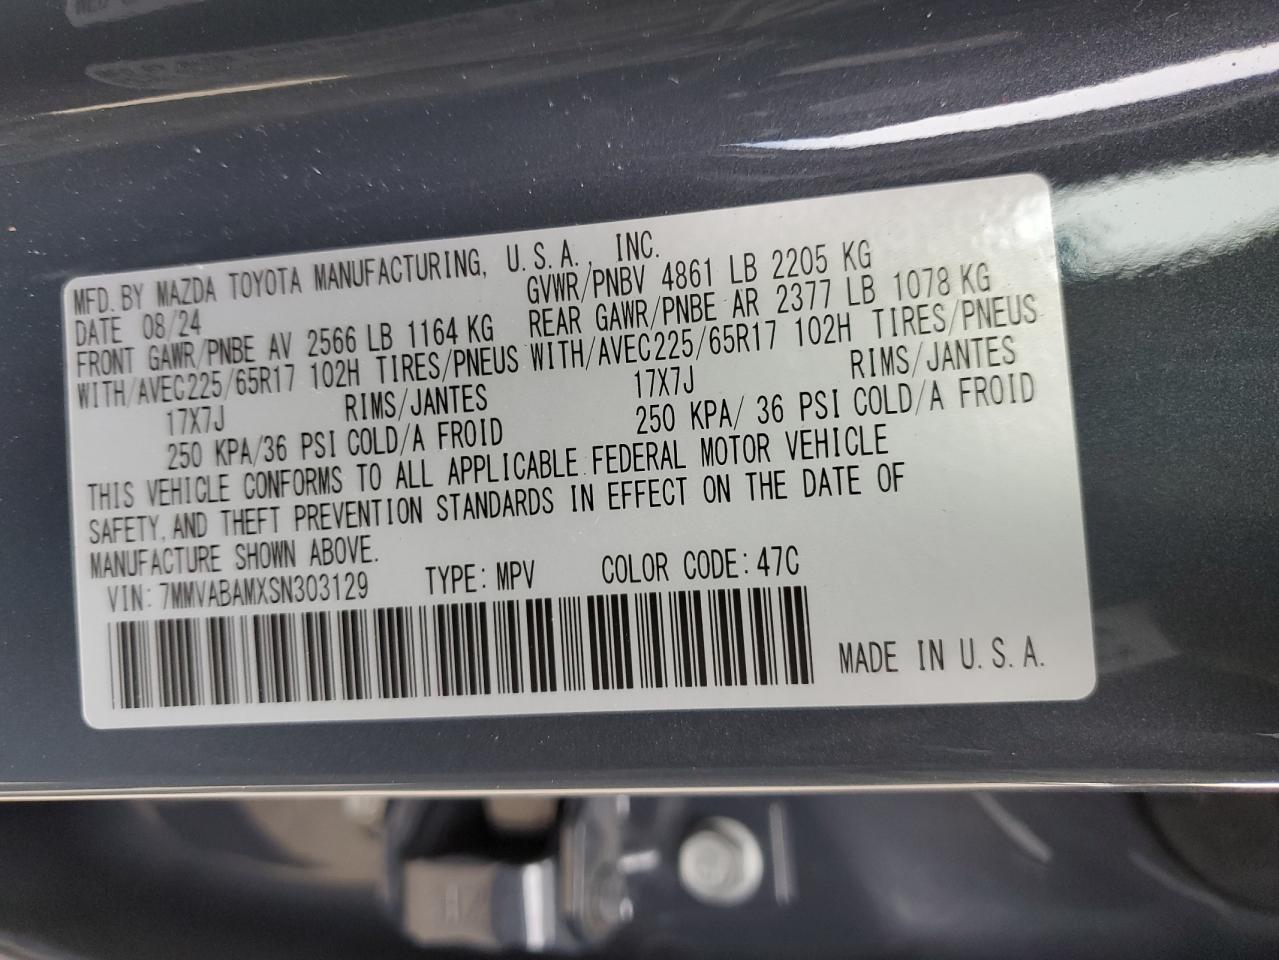 MFD. BY MAZDA TOYOTA MANUFACTURING, U.S.A., INC.
DATE 08/24 GVWR/PNBV 4861 LB 2205 KG
FRONT GAWR/PNBE AV 2566 LB 1164 KG REAR GAWR/PNBE AR 2377 LB 1078 KG
WITH/AVEC225/65R17 102H TIRES/PNEUS WITH/AVEC225/65R17 102H TIRES/PNEUS
17X7J RIMS/JANTES 17X7J RIMS/JANTES
250 KPA/36 PSI COLD/A FROID 250 KPA/ 36 PSI COLD/A FROID
THIS VEHICLE CONFORMS TO ALL APPLICABLE FEDERAL MOTOR VEHICLE
SAFETY, AND THEFT PREVENTION STANDARDS IN EFFECT ON THE DATE OF
MANUFACTURE SHOWN ABOVE.
VIN: 7MMVABAMXSN303129 TYPE: MPV COLOR CODE: 47C
MADE IN U.S.A.